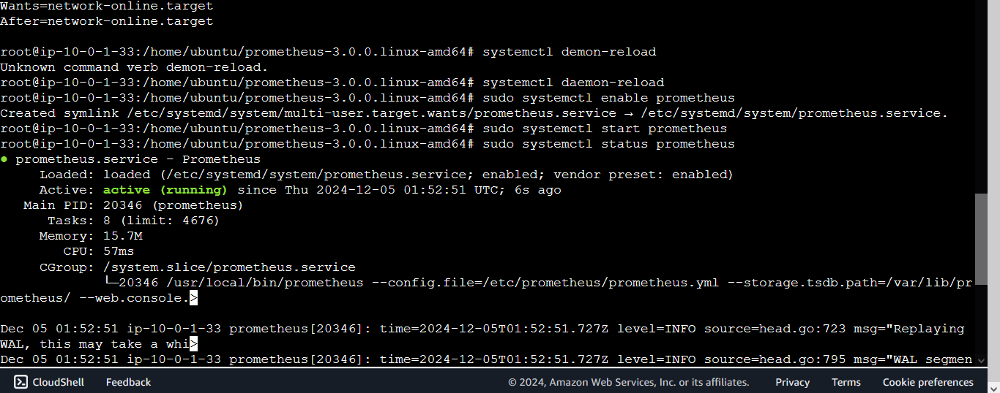 Wants=network-online.target
After=network-online.target
root@ip-10-0-1-33:/home/ubuntu/prometheus-3.0.0.linux-amd64# systemctl demon-reload
Unknown command verb demon-reload.
root@ip-10-0-1-33:/home/ubuntu/prometheus-3.0.0.linux-amd64# systemctl daemon-reload
root@ip-10-0-1-33:/home/ubuntu/prometheus-3.0.0.linux-amd64# sudo systemctl enable prometheus
Created symlink /etc/systemd/system/multi-user.target.wants/prometheus.service → /etc/systemd/system/prometheus.service.
root@ip-10-0-1-33:/home/ubuntu/prometheus-3.0.0.linux-amd64# sudo systemctl start prometheus
root@ip-10-0-1-33:/home/ubuntu/prometheus-3.0.0.linux-amd64# sudo systemctl status prometheus
● prometheus.service - Prometheus
Loaded: loaded (/etc/systemd/system/prometheus.service; enabled; vendor preset: enabled)
Active: active (running) since Thu 2024-12-05 01:52:51 UTC; 6s ago
Main PID: 20346 (prometheus)
Tasks: 8 (limit: 4676)
Memory: 15.7M
CPU: 57ms
CGroup: /system.slice/prometheus.service
└─20346 /usr/local/bin/prometheus --config.file=/etc/prometheus/prometheus.yml --storage.tsdb.path=/var/lib/pr
ometheus/ --web.console.>
Dec 05 01:52:51 ip-10-0-1-33 prometheus[20346]: time=2024-12-05T01:52:51.727Z level=INFO source=head.go:723 msg="Replaying
WAL, this may take a whi>
Dec 05 01:52:51 ip-10-0-1-33 prometheus[20346]: time=2024-12-05T01:52:51.727Z level=INFO source=head.go:795 msg="WAL segmen
CloudShell Feedback © 2024, Amazon Web Services, Inc. or its affiliates. Privacy Terms Cookie preferences